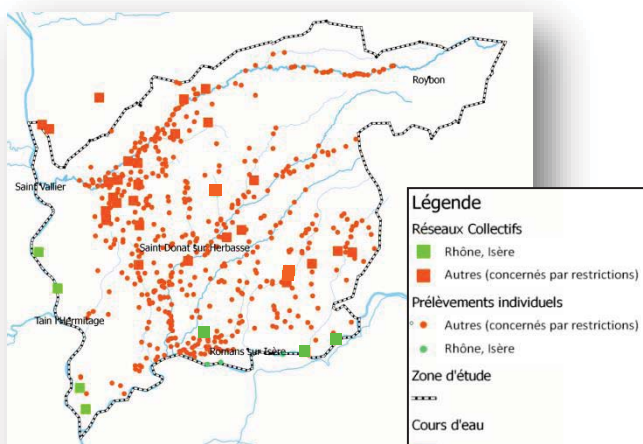 Roybon
Saint Vallier
Saint Donat sur Herbasse
Tain l'Hermitage
Romans sur Isère
Légende
Réseaux Collectifs
Rhône, Isère
Autres (concernés par restrictions)
Prélèvements individuels
Autres (concernés par restrictions)
Rhône, Isère
Zone d'étude
Cours d'eau